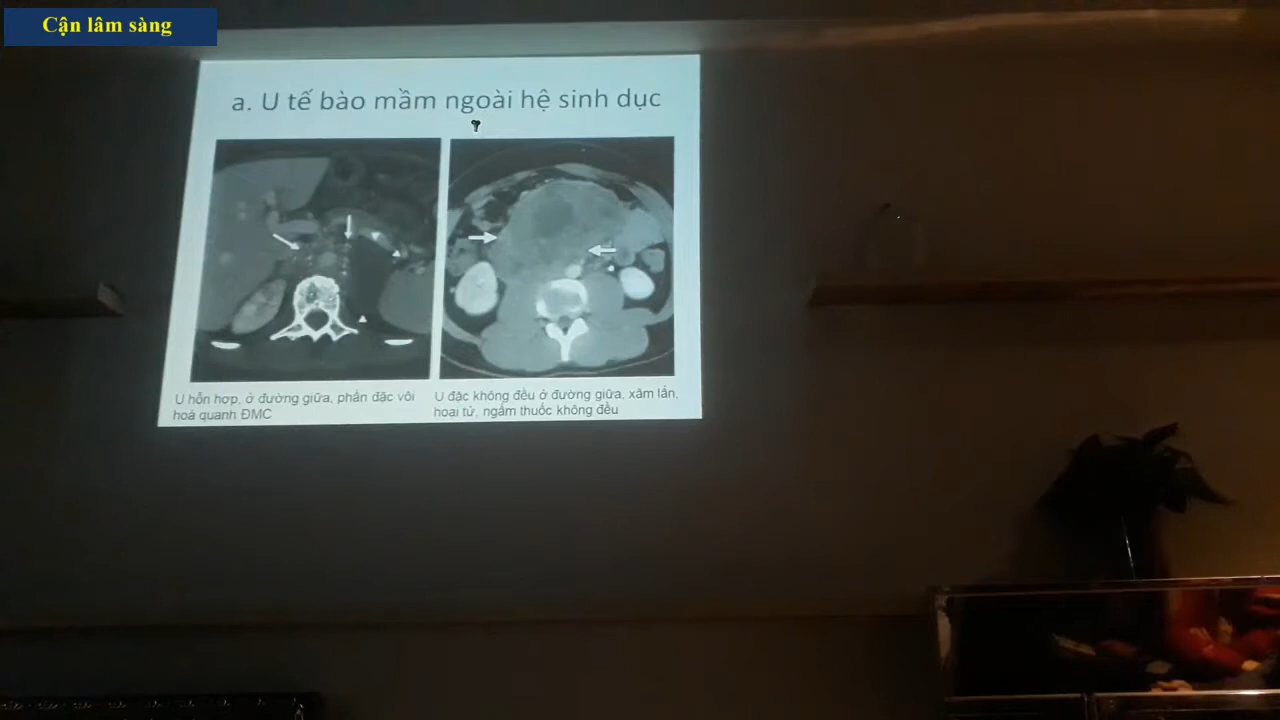 Cận lâm sàng
a. U tế bào mầm ngoài hệ sinh dục
U hỗn hợp, ở đường giữa, phần đặc vôi
hoá quanh ĐMC
U đặc không đều ở đường giữa, xâm lấn,
hoại tử, ngấm thuốc không đều